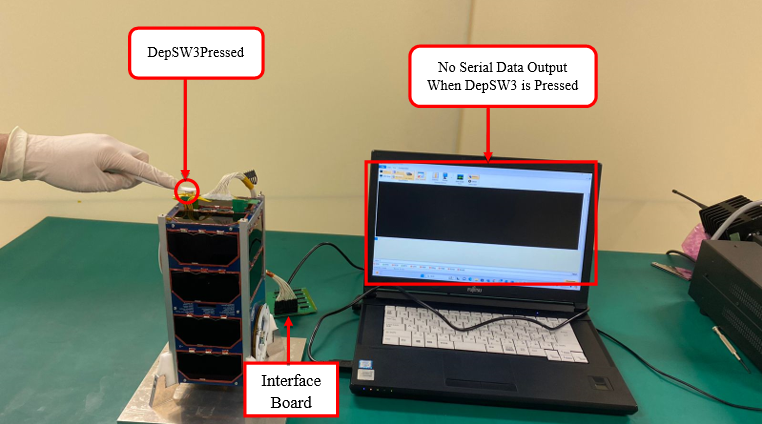 DepSW3Pressed
No Serial Data Output
When DepSW3 is Pressed
FUJITSU
Interface
Board